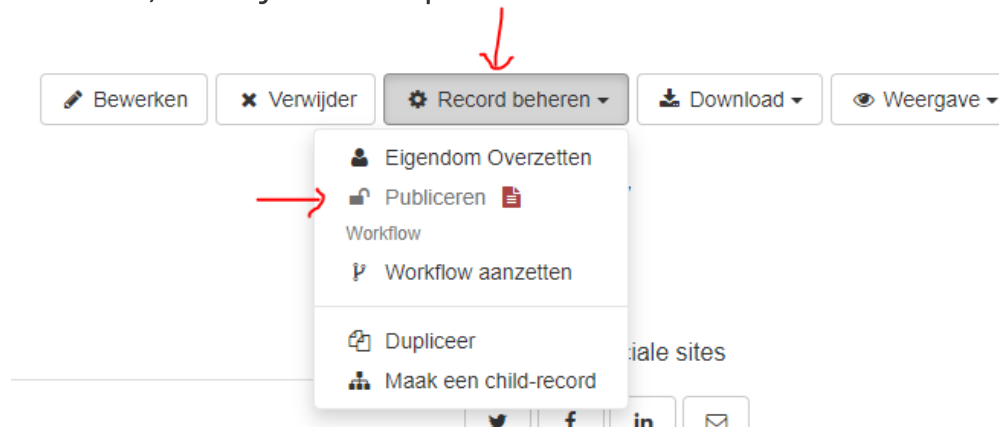 Bewerken Verwijder Record beheren Download Weergave
Eigendom Overzetten
Publiceren
Workflow
Workflow aanzetten
Dupliceer
iale sites
Maak een child-record